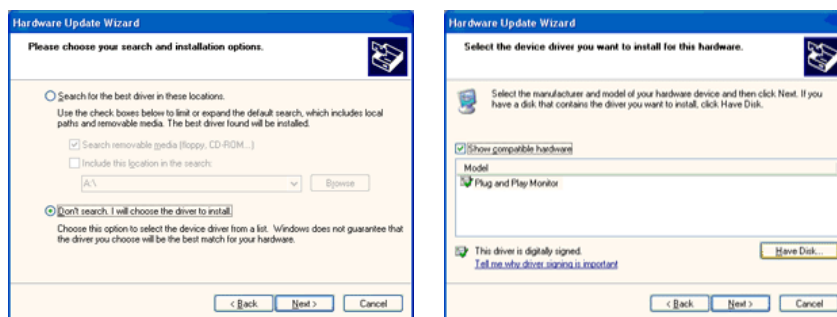 Hardware Update Wizard
Please choose your search and installation options.
Search for the best driver in these locations.
Use the check boxes below to limit or expand the default search, which includes local
paths and removable media. The best driver found will be installed.
Search removable media (floppy, CD-ROM...)
Include this location in the search:
A:\
Browse
Don't search. I will choose the driver to install.
Choose this option to select the device driver from a list. Windows does not guarantee that
the driver you choose will be the best match for your hardware.
< Back
Next >
Cancel
Hardware Update Wizard
Select the device driver you want to install for this hardware.
Select the manufacturer and model of your hardware device and then click Next. If you
have a disk that contains the driver you want to install, click Have Disk.
Show compatible hardware
Model
Plug and Play Monitor
This driver is digitally signed.
Tell me why driver signing is important
Have Disk...
< Back
Next >
Cancel